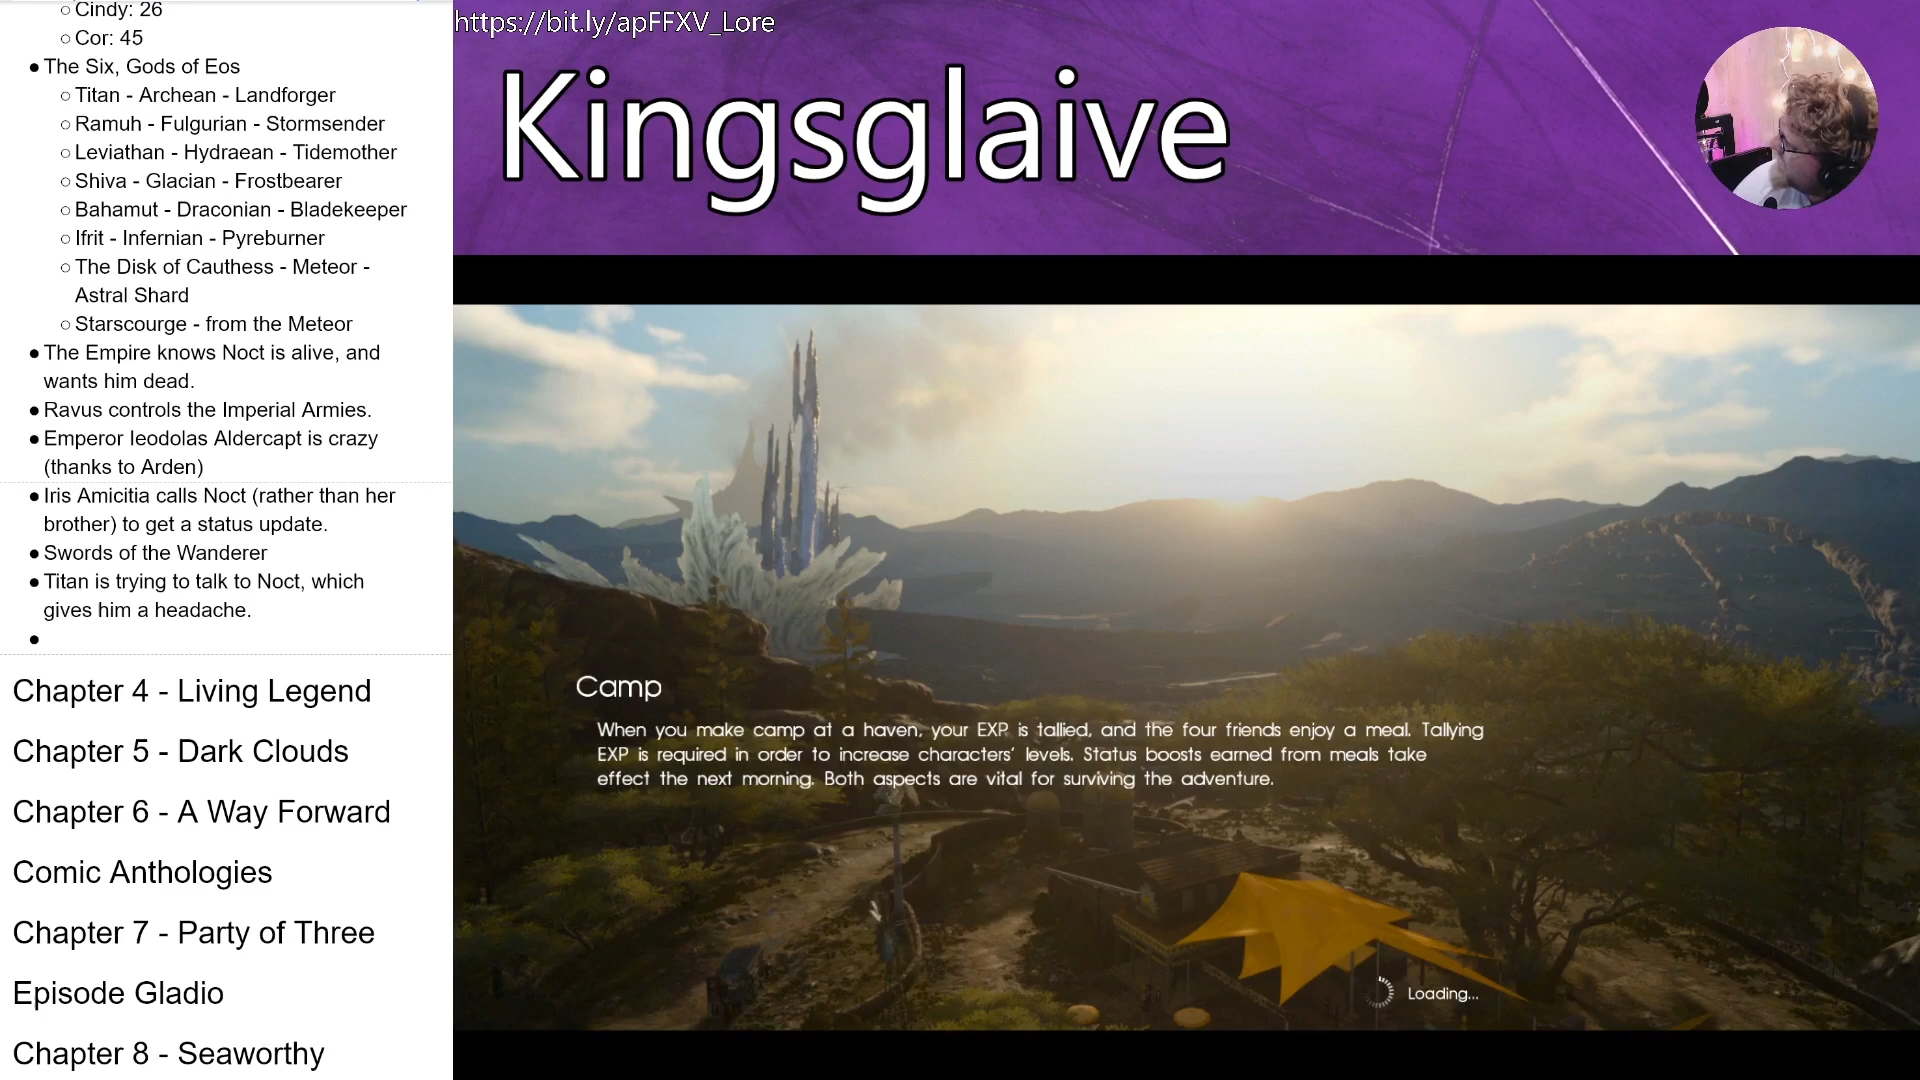 ○ Cindy: 26
○ Cor: 45
● The Six, Gods of Eos
○ Titan - Archean - Landforger
○ Ramuh - Fulgurian - Stormsender
○ Leviathan - Hydraean - Tidemother
○ Shiva - Glacian - Frostbearer
○ Bahamut - Draconian - Bladekeeper
○ Ifrit - Infernian - Pyreburner
○ The Disk of Cauthess - Meteor -
Astral Shard
○ Starscourge - from the Meteor
● The Empire knows Noct is alive, and
wants him dead.
● Ravus controls the Imperial Armies.
● Emperor Ieodolas Aldercapt is crazy
(thanks to Arden)
● Iris Amicitia calls Noct (rather than her
brother) to get a status update.
● Swords of the Wanderer
● Titan is trying to talk to Noct, which
gives him a headache.
●
Chapter 4 - Living Legend
Chapter 5 - Dark Clouds
Chapter 6 - A Way Forward
Comic Anthologies
Chapter 7 - Party of Three
Episode Gladio
Chapter 8 - Seaworthy
https://bit.ly/apFFXV_Lore
Kingsglaive
Camp
When you make camp at a haven, your EXP is tallied, and the four friends enjoy a meal. Tallying
EXP is required in order to increase characters' levels. Status boosts earned from meals take
effect the next morning. Both aspects are vital for surviving the adventure.
Loading...